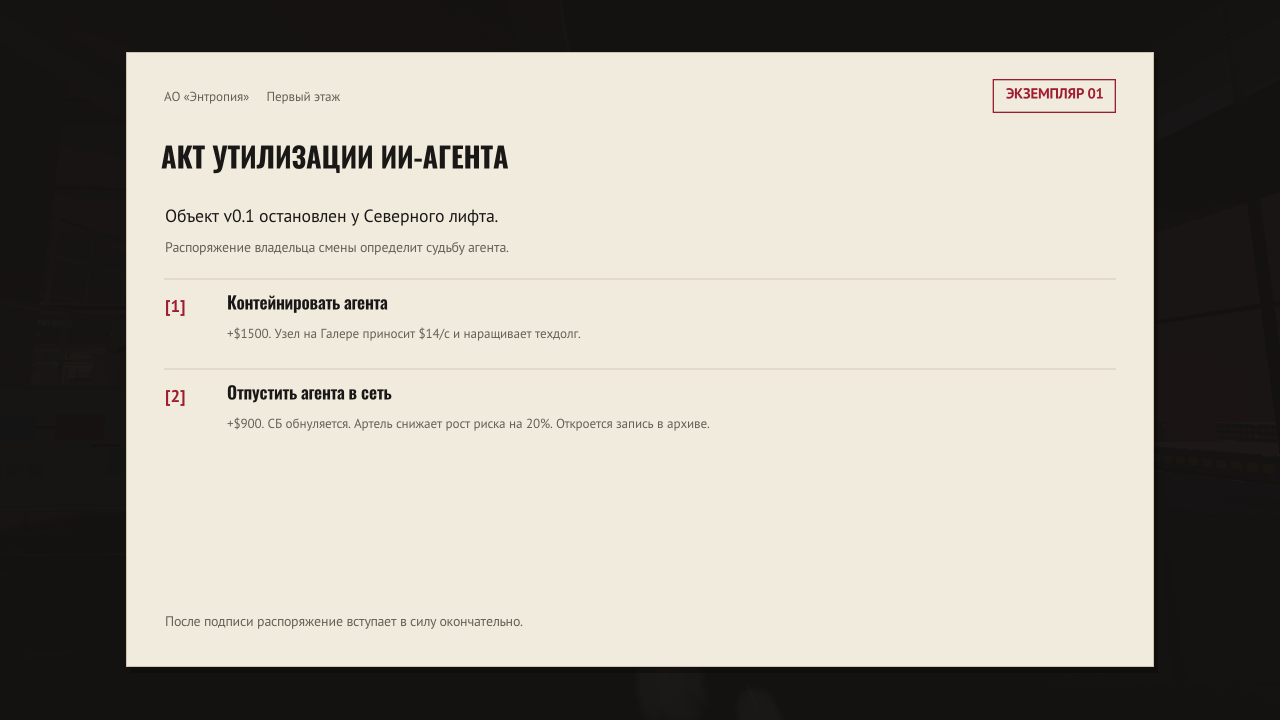 АО «Энтропия» Первый этаж
ЭКЗЕМПЛЯР 01
АКТ УТИЛИЗАЦИИ ИИ-АГЕНТА
Объект v0.1 остановлен у Северного лифта.
Распоряжение владельца смены определит судьбу агента.
[1] Контейнировать агента
+$1500. Узел на Галере приносит $14/с и наращивает техдолг.
[2] Отпустить агента в сеть
+$900. СБ обнуляется. Артель снижает рост риска на 20%. Откроется запись в архиве.
После подписи распоряжение вступает в силу окончательно.